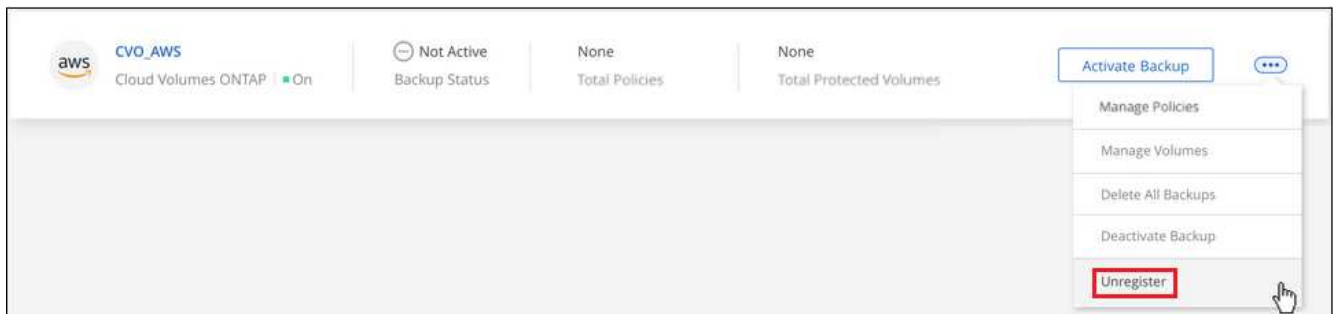 aws
CVO_AWS
Cloud Volumes ONTAP
On
Not Active
Backup Status
None
Total Policies
None
Total Protected Volumes
Activate Backup
Manage Policies
Manage Volumes
Delete All Backups
Deactivate Backup
Unregister